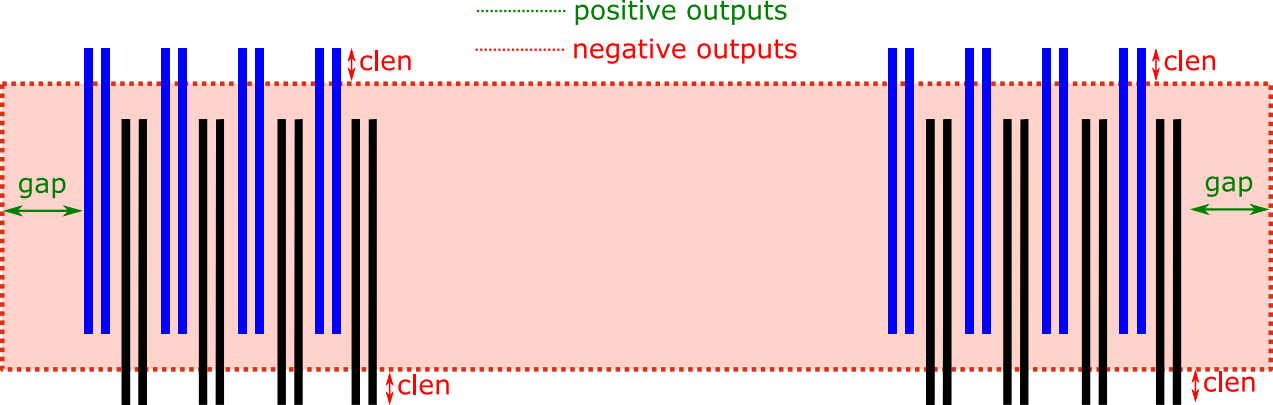 positive outputs
negative outputs
clen
clen
gap
gap
clen
clen